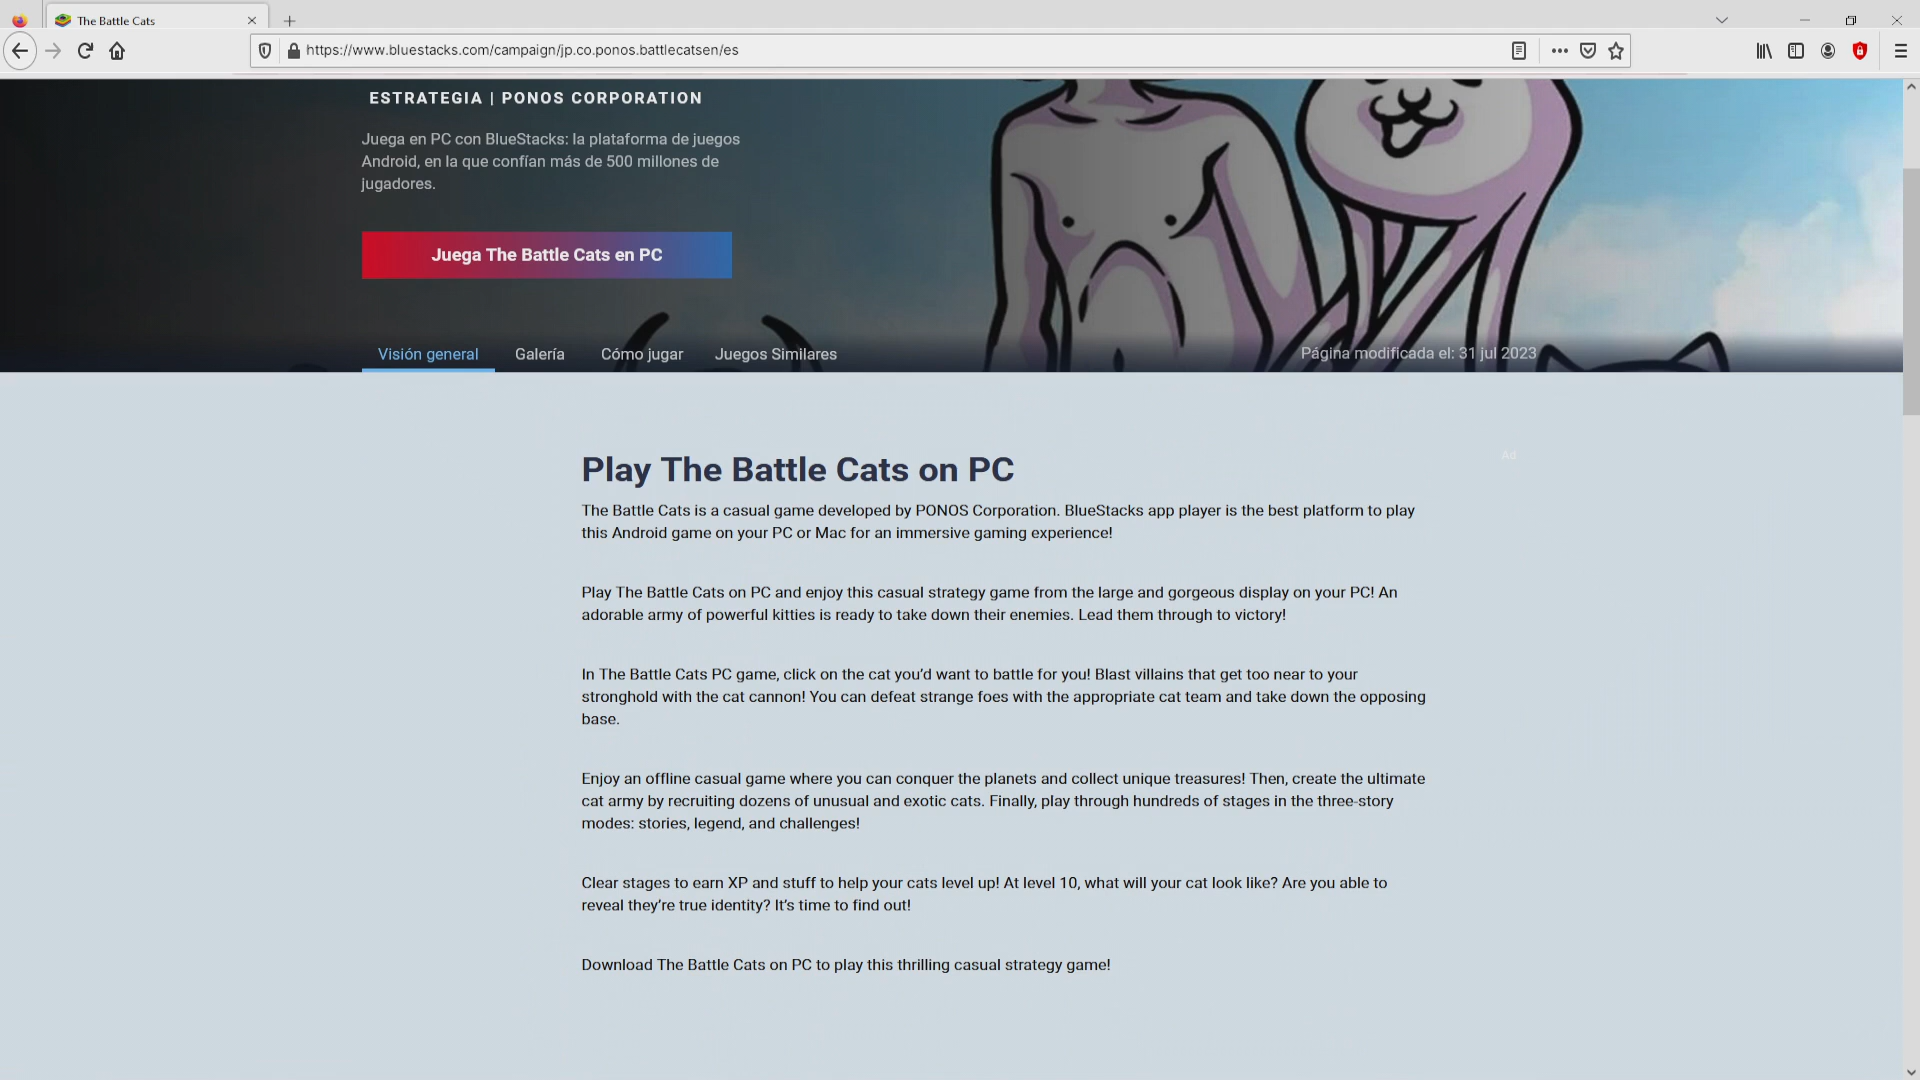 The Battle Cats
https://www.bluestacks.com/campaign/jp.co.ponos.battlecatsen/es
ESTRATEGIA | PONOS CORPORATION
Juega en PC con BlueStacks: la plataforma de juegos
Android, en la que confían más de 500 millones de
jugadores.
Juega The Battle Cats en PC
Visión general
Galería
Cómo jugar
Juegos Similares
Página modificada el: 31 jul 2023
Play The Battle Cats on PC
Ad
The Battle Cats is a casual game developed by PONOS Corporation. BlueStacks app player is the best platform to play
this Android game on your PC or Mac for an immersive gaming experience!
Play The Battle Cats on PC and enjoy this casual strategy game from the large and gorgeous display on your PC! An
adorable army of powerful kitties is ready to take down their enemies. Lead them through to victory!
In The Battle Cats PC game, click on the cat you’d want to battle for you! Blast villains that get too near to your
stronghold with the cat cannon! You can defeat strange foes with the appropriate cat team and take down the opposing
base.
Enjoy an offline casual game where you can conquer the planets and collect unique treasures! Then, create the ultimate
cat army by recruiting dozens of unusual and exotic cats. Finally, play through hundreds of stages in the three-story
modes: stories, legend, and challenges!
Clear stages to earn XP and stuff to help your cats level up! At level 10, what will your cat look like? Are you able to
reveal they’re true identity? It’s time to find out!
Download The Battle Cats on PC to play this thrilling casual strategy game!